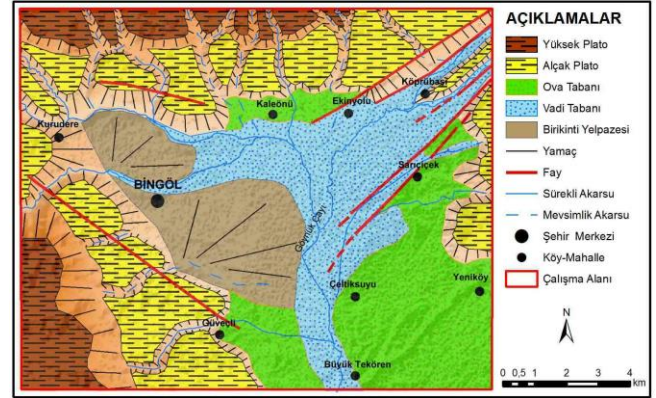 AÇIKLAMALAR
Yüksek Plato
Alçak Plato
Ova Tabanı
Vadi Tabanı
Birikinti Yelpazesi
Yamaç
Fay
Sürekli Akarsu
Mevsimlik Akarsu
Şehir Merkezi
Köy-Mahalle
Çalışma Alanı
N
0 0,5 1 2 3 4
km
Köprübaşı
Kaleönü
Ekinyolu
Kurudere
Sarıçiçek
BİNGÖL
Göynük Çayı
Yeniköy
Çeltiksuyu
Güveçli
Büyük Tekören